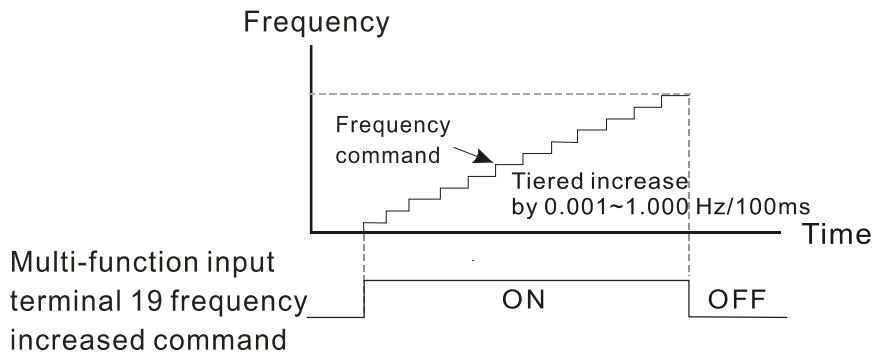 Frequency
Frequency
command
Tiered increase
by 0.001~1.000 Hz/100ms
Time
Multi-function input
terminal 19 frequency
increased command
ON
OFF